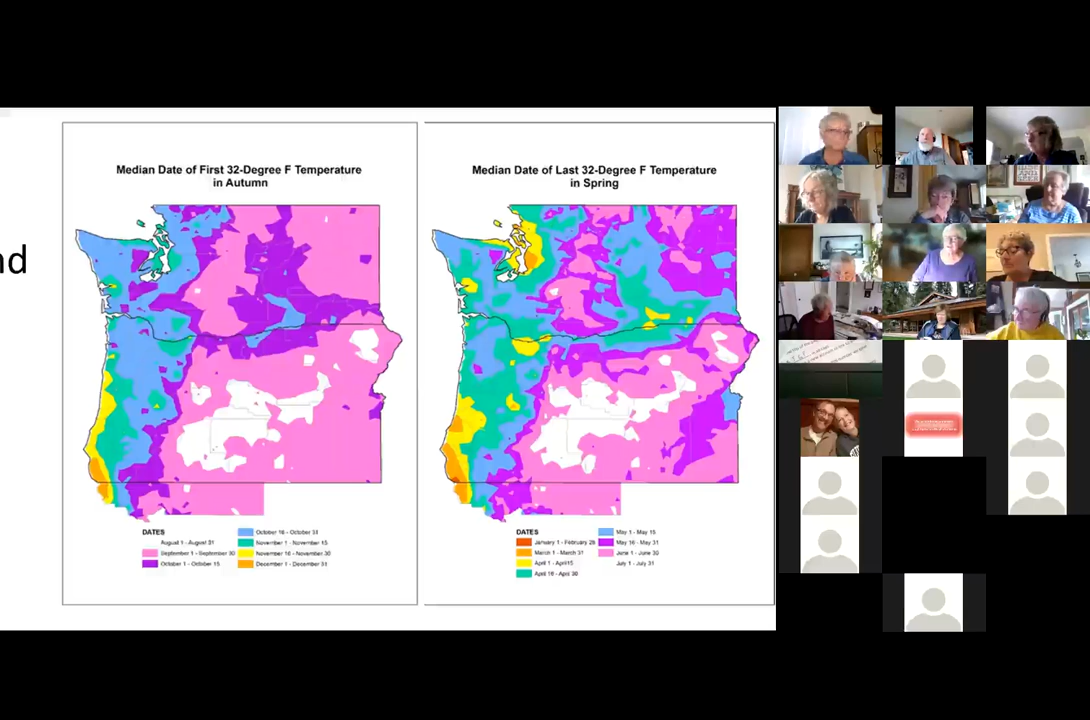 nd
Median Date of First 32-Degree F Temperature
in Autumn
DATES
August 1 - August 31
September 1 - September 30
October 1 - October 15
October 16 - October 31
November 1 - November 15
November 16 - November 30
December 1 - December 31
Median Date of Last 32-Degree F Temperature
in Spring
DATES
January 1 - February 28
March 1 - March 31
April 1 - April15
April 16 - April 30
May 1 - May 15
May 16 - May 31
June 1 - June 30
July 1 - July 31